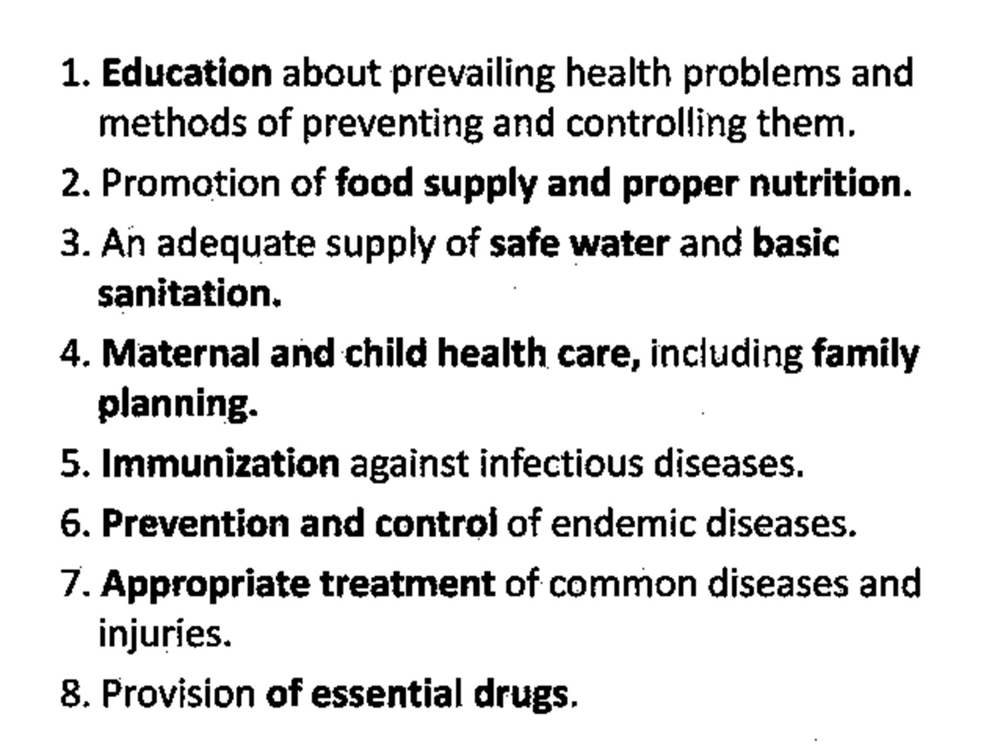 1. Education about prevailing health problems and
methods of preventing and controlling them.
2. Promotion of food supply and proper nutrition.
3. An adequate supply of safe water and basic
sanitation.
4. Maternal and child health care, including family
planning.
5. Immunization against infectious diseases.
6. Prevention and control of endemic diseases.
7. Appropriate treatment of common diseases and
injuries.
8. Provision of essential drugs.